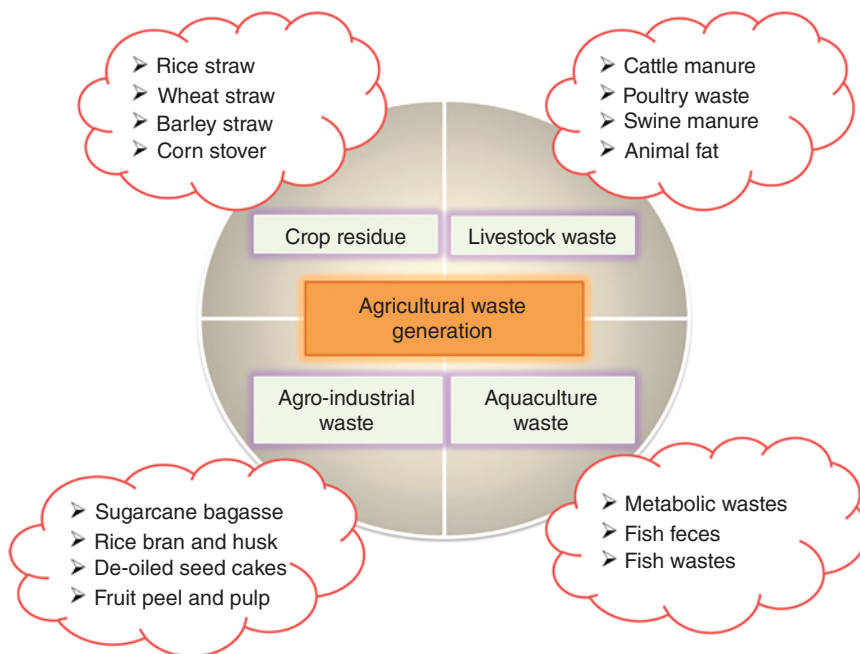 ➢ Rice straw
➢ Wheat straw
➢ Barley straw
➢ Corn stover
➢ Cattle manure
➢ Poultry waste
➢ Swine manure
➢ Animal fat
Crop residue
Livestock waste
Agricultural waste
generation
Agro-industrial
waste
Aquaculture
waste
➢ Sugarcane bagasse
➢ Rice bran and husk
➢ De-oiled seed cakes
➢ Fruit peel and pulp
➢ Metabolic wastes
➢ Fish feces
➢ Fish wastes